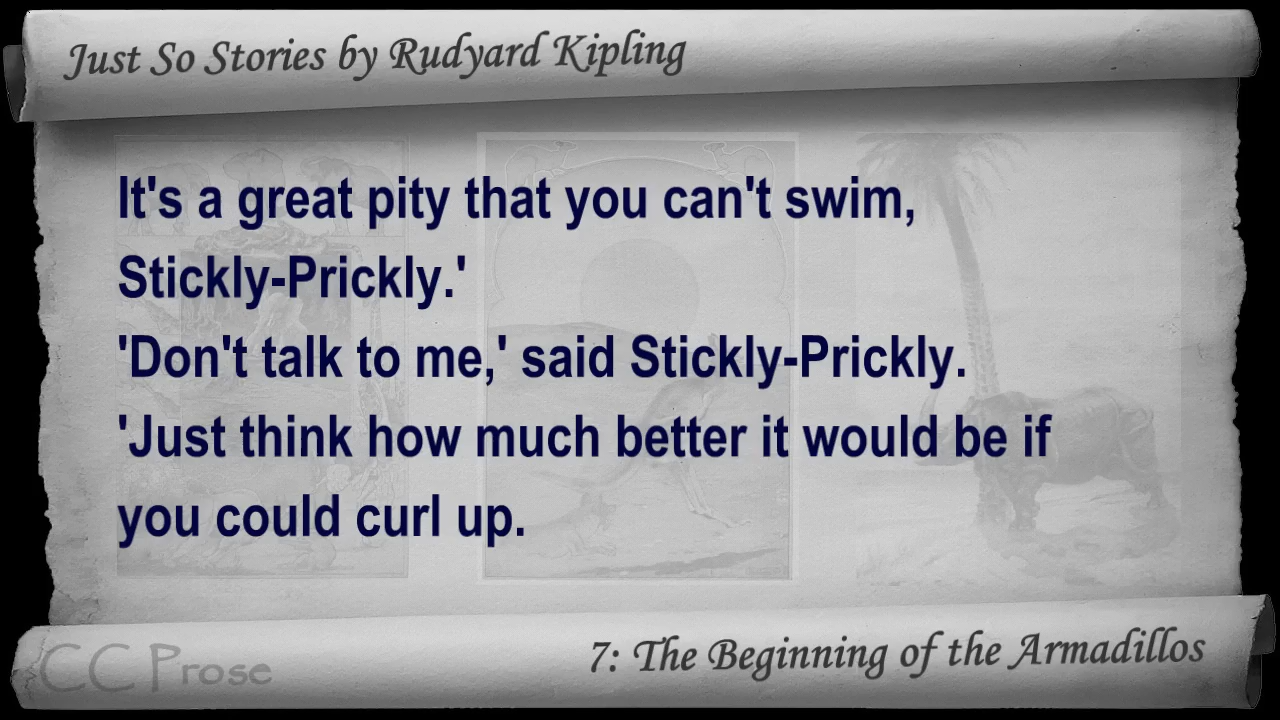 Just So Stories by Rudyard Kipling
It's a great pity that you can't swim,
Stickly-Prickly.'
'Don't talk to me,' said Stickly-Prickly.
'Just think how much better it would be if
you could curl up.
CC Prose
7: The Beginning of the Armadillos